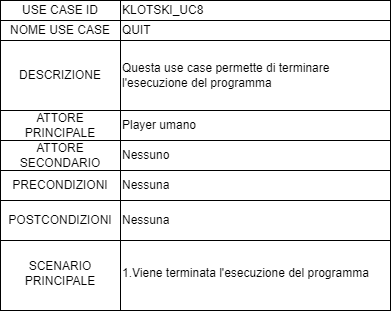 USE CASE ID KLOTSKI_UC8
NOME USE CASE QUIT
DESCRIZIONE Questa use case permette di terminare
l'esecuzione del programma
ATTORE
PRINCIPALE Player umano
ATTORE
SECONDARIO Nessuno
PRECONDIZIONI Nessuna
POSTCONDIZIONI Nessuna
SCENARIO
PRINCIPALE 1.Viene terminata l'esecuzione del programma